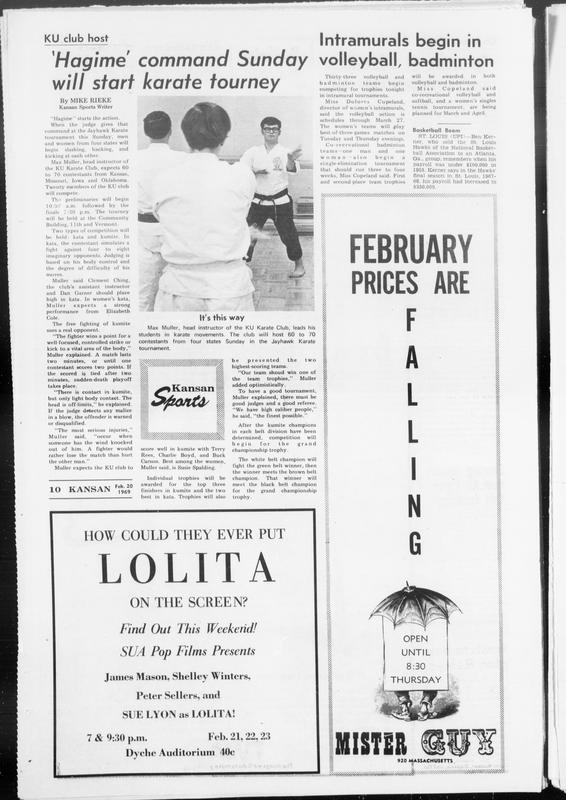 KU club host
'Hagime' command Sunday
will start karate tourney
By MIKE RIEKE
Kansan Sports Writer
"Hagime" starts the action.
When the judge gives that
command at the Jayhawk Karate
tournament this Sunday, men
and women from four states will
begin slashing, hacking, and
kicking at each other.
Max Muller, head instructor of
the KU Karate Club, expects 60
to 70 contestants from Kansas,
Missouri, Iowa and Oklahoma.
Twenty members of the KU club
will compete.
The preliminaries will begin
10:30 a.m. followed by the
finals 7:30 p.m. The tourney
will be held at the Community
Building, 11th and Vermont.
Two types of competition will
be held: kata and kumite. In
kata, the contestant simulates a
fight against four to eight
imaginary opponents. Judging is
based on his body control and
the degree of difficulty of his
moves.
Muller said Clement Ching,
the club's assistant instructor
and Dan Garner should place
high in kata. In women's kata,
Muller expects a strong
performance from Elizabeth
Cole.
The free fighting of kumite
uses a real opponent.
"The fighter wins a point for a
well-focused, controlled strike or
kick to a vital area of the body,"
Muller explained. A match lasts
two minutes, or until one
contestant scores two points. If
the scored is tied after two
minutes, sudden-death playoff
takes place.
"There is contact in kumite,
but only light body contact. The
head is off-limits," he explained.
If the judge detects any malice
in a blow, the offender is warned
or disqualified.
"The most serious injuries,"
Muller said, "occur when
someone has the wind knocked
out of him. A fighter would
rather lose the match than hurt
the other man."
Muller expects the KU club to
10 KANSAN Feb. 20
1969
It's this way
Max Muller, head instructor of the KU Karate Club, leads his
students in karate movements. The club will host 60 to 70
contestants from four states Sunday in the Jayhawk Karate
tournament.
Kansan
Sports
score well in kumite with Terry
Rees, Charlie Boyd, and Buck
Carson. Best among the women,
Muller said, is Susie Spalding.
Individual trophies will be
awarded for the top three
finishers in kumite and the two
best in kata. Trophies will also
be presented the two
highest-scoring teams.
"Our team should win one of
the team trophies," Muller
added optimistically.
To have a good tournament,
Muller explained, there must be
good judges and a good referee.
"We have high caliber people,"
he said, "the finest possible."
After the kumite champions
in each belt division have been
determined, competition will
begin for the grand
championship trophy.
The white belt champion will
fight the green belt winner, then
the winner meets the brown belt
champion. That winner will
meet the black belt champion
for the grand championship
trophy.
Intramurals begin in
volleyball, badminton
Thirty-three volleyball and
badminton teams begin
competing for trophies tonight
in intramural tournaments.
Miss Dolores Copeland,
director of women's intramurals,
said the volleyball action is
schedules through March 27.
The women's teams will play
best-of-three-games matches on
Tuesday and Thursday evenings.
Co-recreational badminton
teams-one man and one
woman-also begin a
single-elimination tournament
that should run three to four
weeks, Miss Copeland said. First
and second-place team trophies
will be awarded in both
volleyball and badminton.
Miss Copeland said
co-recreational volleyball and
softball, and a women's singles
tennis tournament, are being
planned for March and April.
Basketball Boom
ST. LOUIS (UPI)—Ben Ker-
ner, who sold the St. Louis
Hawks of the National Basket-
ball Association to an Atlanta,
Ga., group, remembers when his
payroll was under $100,000 in
1955. Kerner says in the Hawks'
final season in St. Louis, 1967-
68, his payroll had increased to
$350,000.
FEBRUARY
PRICES ARE
F
A
L
L
I
N
G
OPEN
UNTIL
8:30
THURSDAY
MISTER GUY
920 MASSACHUSETTS
HOW COULD THEY EVER PUT
LOLITA
ON THE SCREEN?
Find Out This Weekend!
SUA Pop Films Presents
James Mason, Shelley Winters,
Peter Sellers, and
SUE LYON as LOLITA!
7 & 9:30 p.m. Feb. 21, 22, 23
Dyche Auditorium 40c